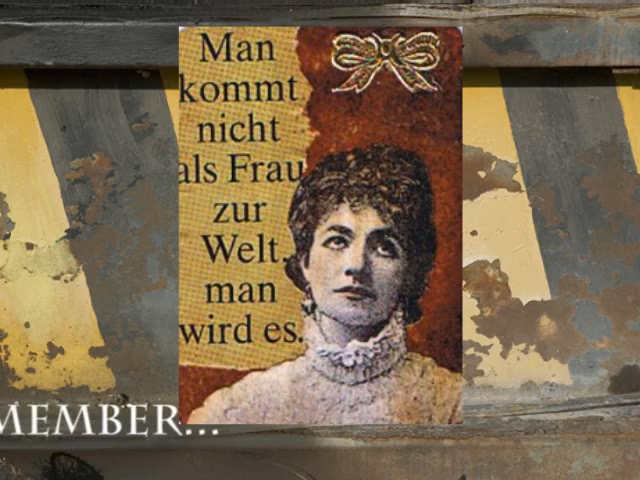 Man
kommt
nicht
als Frau
zur
Welt
man
wird es.
MEMBER...